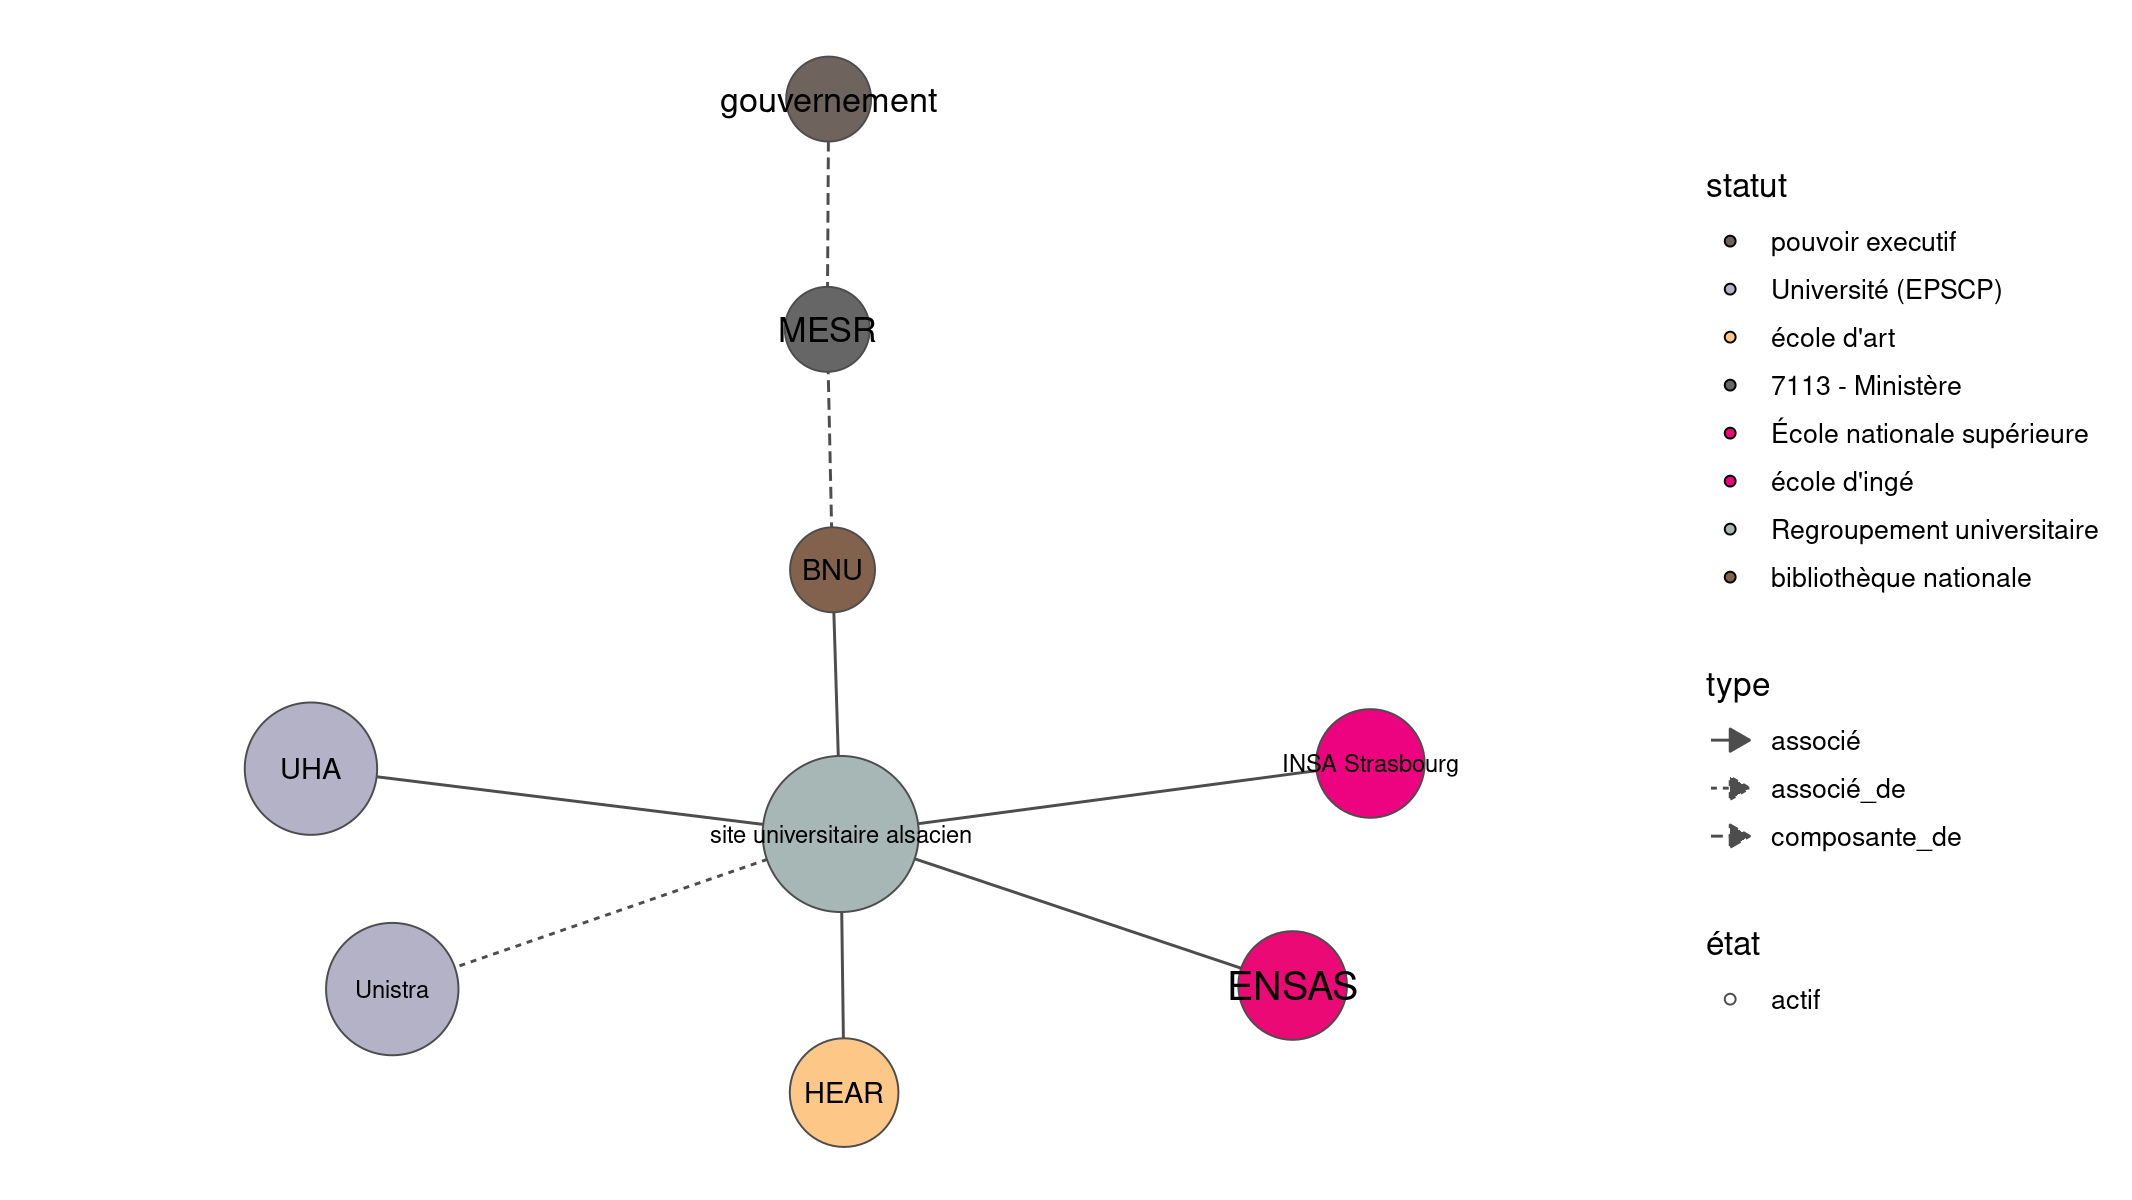 gouvernement
MESR
BNU
UHA
INSA Strasbourg
site universitaire alsacien
Unistra
ENSAS
HEAR
statut
pouvoir executif
Université (EPSCP)
école d'art
7113 - Ministère
École nationale supérieure
école d'ingé
Regroupement universitaire
bibliothèque nationale
type
associé
associé_de
composante_de
état
actif